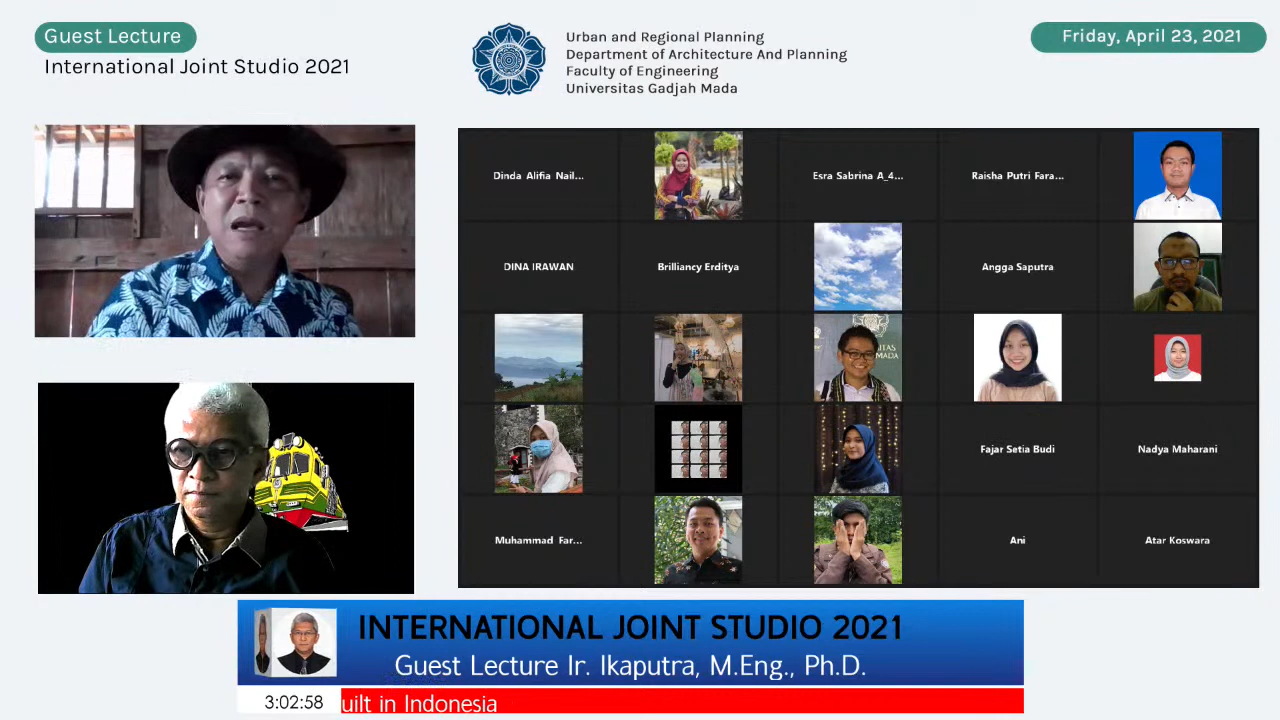 Guest Lecture
International Joint Studio 2021
Urban and Regional Planning
Department of Architecture And Planning
Faculty of Engineering
Universitas Gadjah Mada
Friday, April 23, 2021
Dinda Alifia Nail...
Esra Sabrina A_4...
Raisha Putri Fara...
DINA IRAWAN
Brilliancy Erditya
Angga Saputra
ITAS
MADA
Fajar Setia Budi
Nadya Maharani
Muhammad Far...
Ani
Atar Koswara
INTERNATIONAL JOINT STUDIO 2021
Guest Lecture Ir. Ikaputra, M.Eng., Ph.D.
3:02:58
uilt in Indonesia